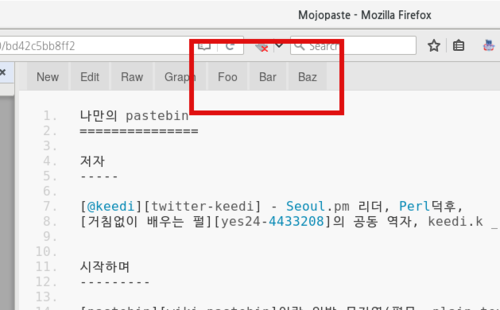 Mojopaste - Mozilla Firefox
/bd42c5bb8ff2
Search
New Edit Raw Graph Foo Bar Baz
1. 나만의 pastebin
2. ===============
3.
4. 저자
5. -----
6.
7. [@keedi][twitter-keedi] - Seoul.pm 리더, Perl덕후,
8. [거침없이 배우는 펄][yes24-4433208]의 공동 역자, keedi.k _
9.
10.
11. 시작하며
12. ---------
13.